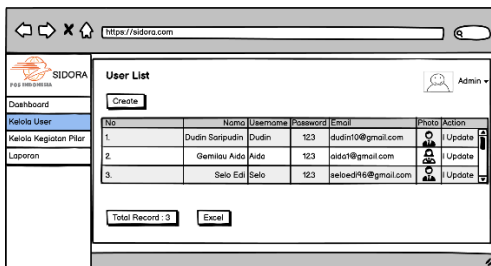 https://sidora.com
SIDORA
POS INDONESIA
User List
Admin
Create
Dashboard
Kelola User
Kelola Kegiatan Pilar
Laporan
No Nama Username Password Email Photo Action
1. Dudin Saripudin Dudin 123 dudin10@gmail.com I Update
2. Gemilau Aida Aida 123 aida1@gmail.com I Update
3. Selo Edi Selo 123 seloedi96@gmail.com I Update
Total Record : 3 Excel